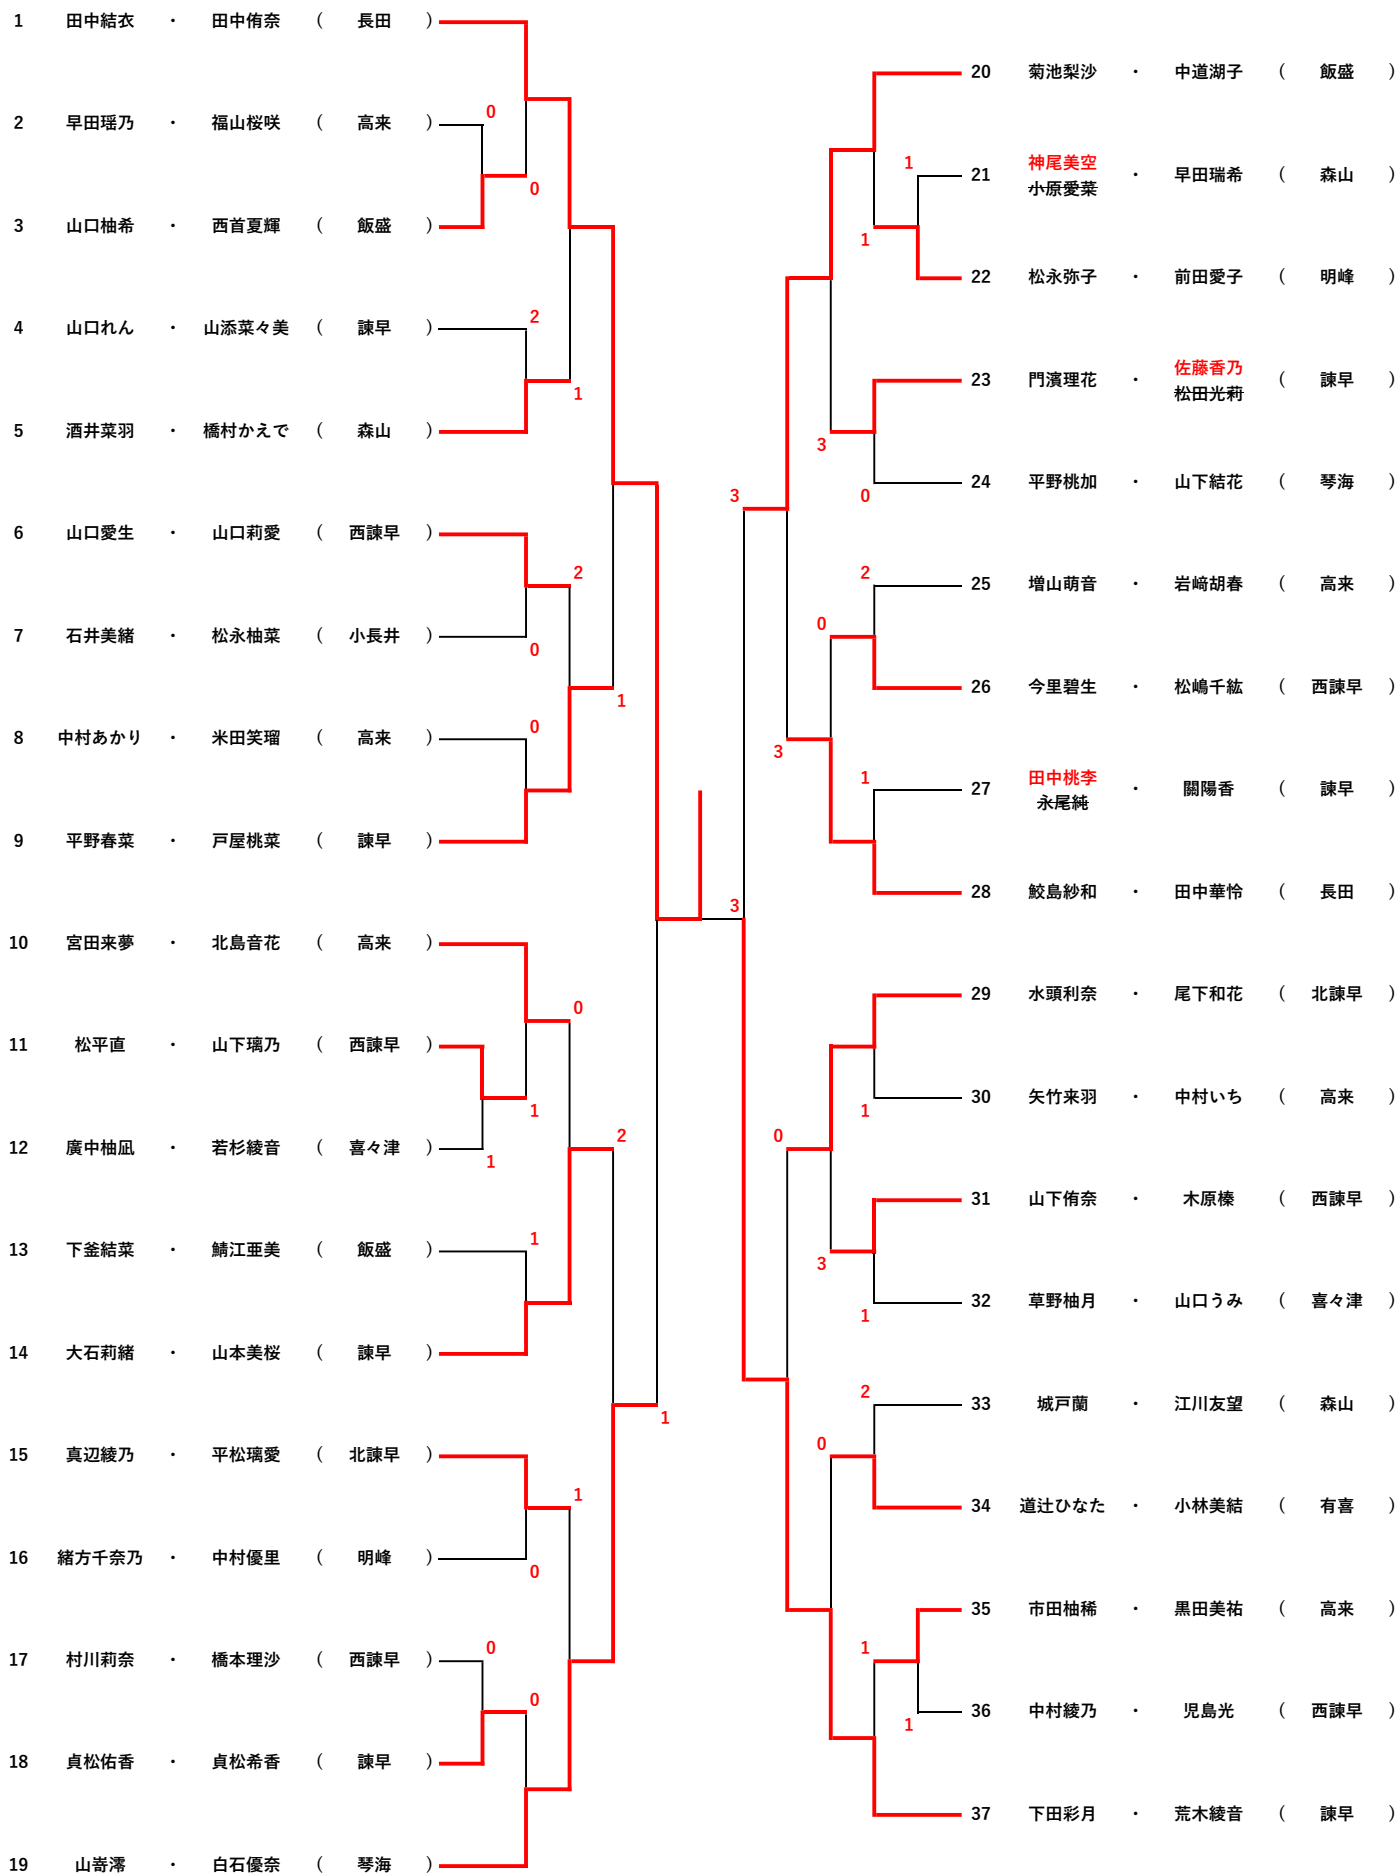 1 田中結衣 ・ 田中侑奈 ( 長田 )
2 早田瑶乃 ・ 福山桜咲 ( 高来 )
0
0
3 山口柚希 ・ 西首夏輝 ( 飯盛 )
4 山口れん ・ 山添菜々美 ( 諫早 )
2
1
5 酒井菜羽 ・ 橋村かえで ( 森山 )
6 山口愛生 ・ 山口莉愛 ( 西諫早 )
2
7 石井美緒 ・ 松永柚菜 ( 小長井 )
0
1
8 中村あかり ・ 米田笑瑠 ( 高来 )
0
9 平野春菜 ・ 戸屋桃菜 ( 諫早 )
10 宮田来夢 ・ 北島音花 ( 高来 )
0
11 松平直 ・ 山下璃乃 ( 西諫早 )
1
12 廣中柚凪 ・ 若杉綾音 ( 喜々津 )
1
2
13 下釜結菜 ・ 鯖江亜美 ( 飯盛 )
1
14 大石莉緒 ・ 山本美桜 ( 諫早 )
1
15 真辺綾乃 ・ 平松璃愛 ( 北諫早 )
1
16 緒方千奈乃 ・ 中村優里 ( 明峰 )
0
17 村川莉奈 ・ 橋本理沙 ( 西諫早 )
0
0
18 貞松佑香 ・ 貞松希香 ( 諫早 )
19 山嵜澪 ・ 白石優奈 ( 琴海 )
20 菊池梨沙 ・ 中道湖子 ( 飯盛 )
1
神尾美空
21 小原愛菜 ・ 早田瑞希 ( 森山 )
1
22 松永弥子 ・ 前田愛子 ( 明峰 )
佐藤香乃
23 門濱理花 ・ 松田光莉 ( 諫早 )
3
24 平野桃加 ・ 山下結花 ( 琴海 )
0
3
25 増山萌音 ・ 岩﨑胡春 ( 高来 )
2
0
26 今里碧生 ・ 松嶋千紘 ( 西諫早 )
3
田中桃李
27 永尾純 ・ 關陽香 ( 諫早 )
1
28 鮫島紗和 ・ 田中華怜 ( 長田 )
3
29 水頭利奈 ・ 尾下和花 ( 北諫早 )
30 矢竹来羽 ・ 中村いち ( 高来 )
1
0
31 山下侑奈 ・ 木原榛 ( 西諫早 )
3
32 草野柚月 ・ 山口うみ ( 喜々津 )
1
33 城戸蘭 ・ 江川友望 ( 森山 )
2
0
34 道辻ひなた ・ 小林美結 ( 有喜 )
35 市田柚稀 ・ 黒田美祐 ( 高来 )
1
36 中村綾乃 ・ 児島光 ( 西諫早 )
1
37 下田彩月 ・ 荒木綾音 ( 諫早 )